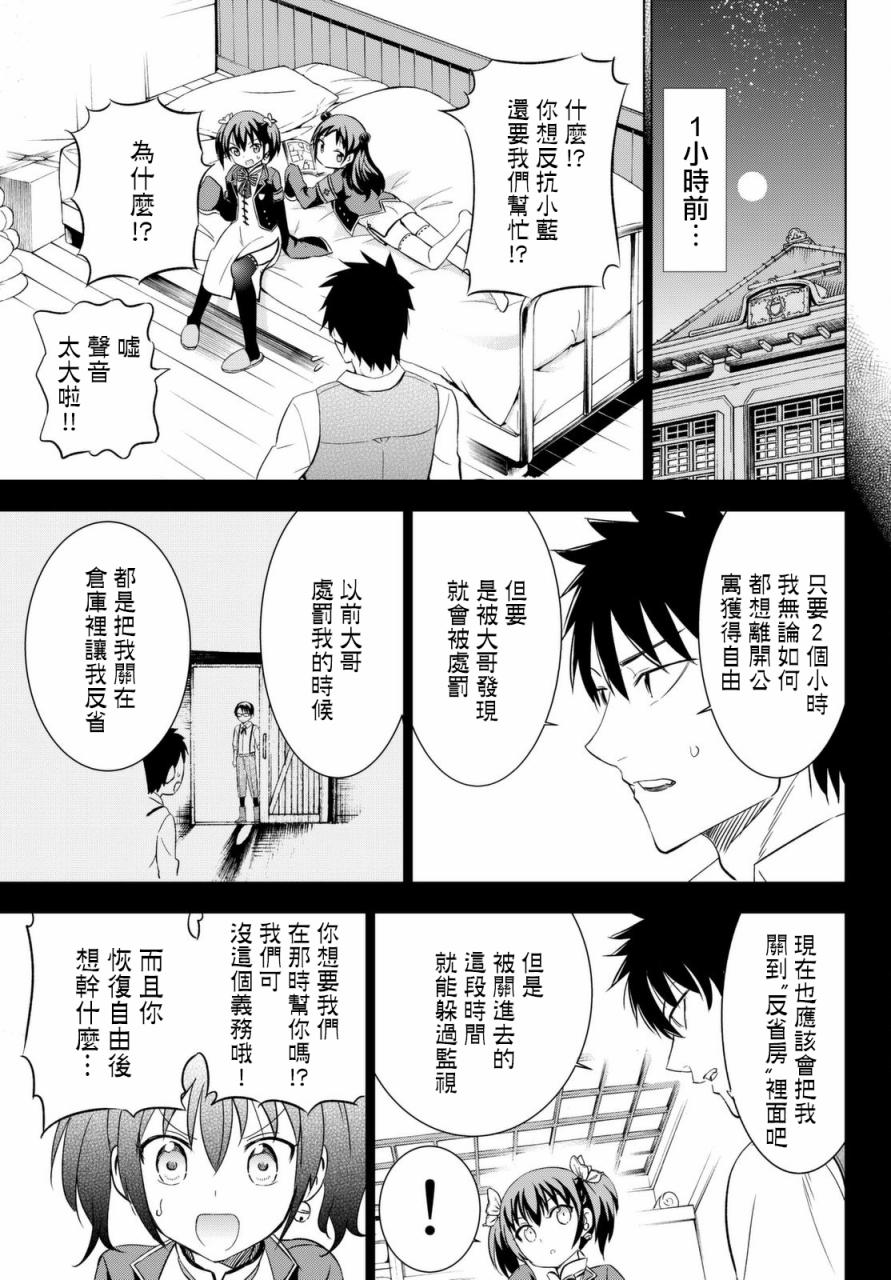 1小時前…
什麼!?
你想反抗小藍
還要我們幫忙!?
為什麼!?
噓
聲音
太大啦!!
只要2個小時
我無論如何
都想離開公
寓獲得自由
但要
是被大哥發現
就會被處罰
以前大哥
處罰我的時候
都是把我關在
倉庫裡讓我反省
現在也應該會把我
關到"反省房"裡面吧
但是
被關進去的
這段時間
就能躲過監視
!
你想要我們
在那時幫你嗎!?
我們可
沒這個義務哦!
而且你
恢復自由後
想幹什麼…